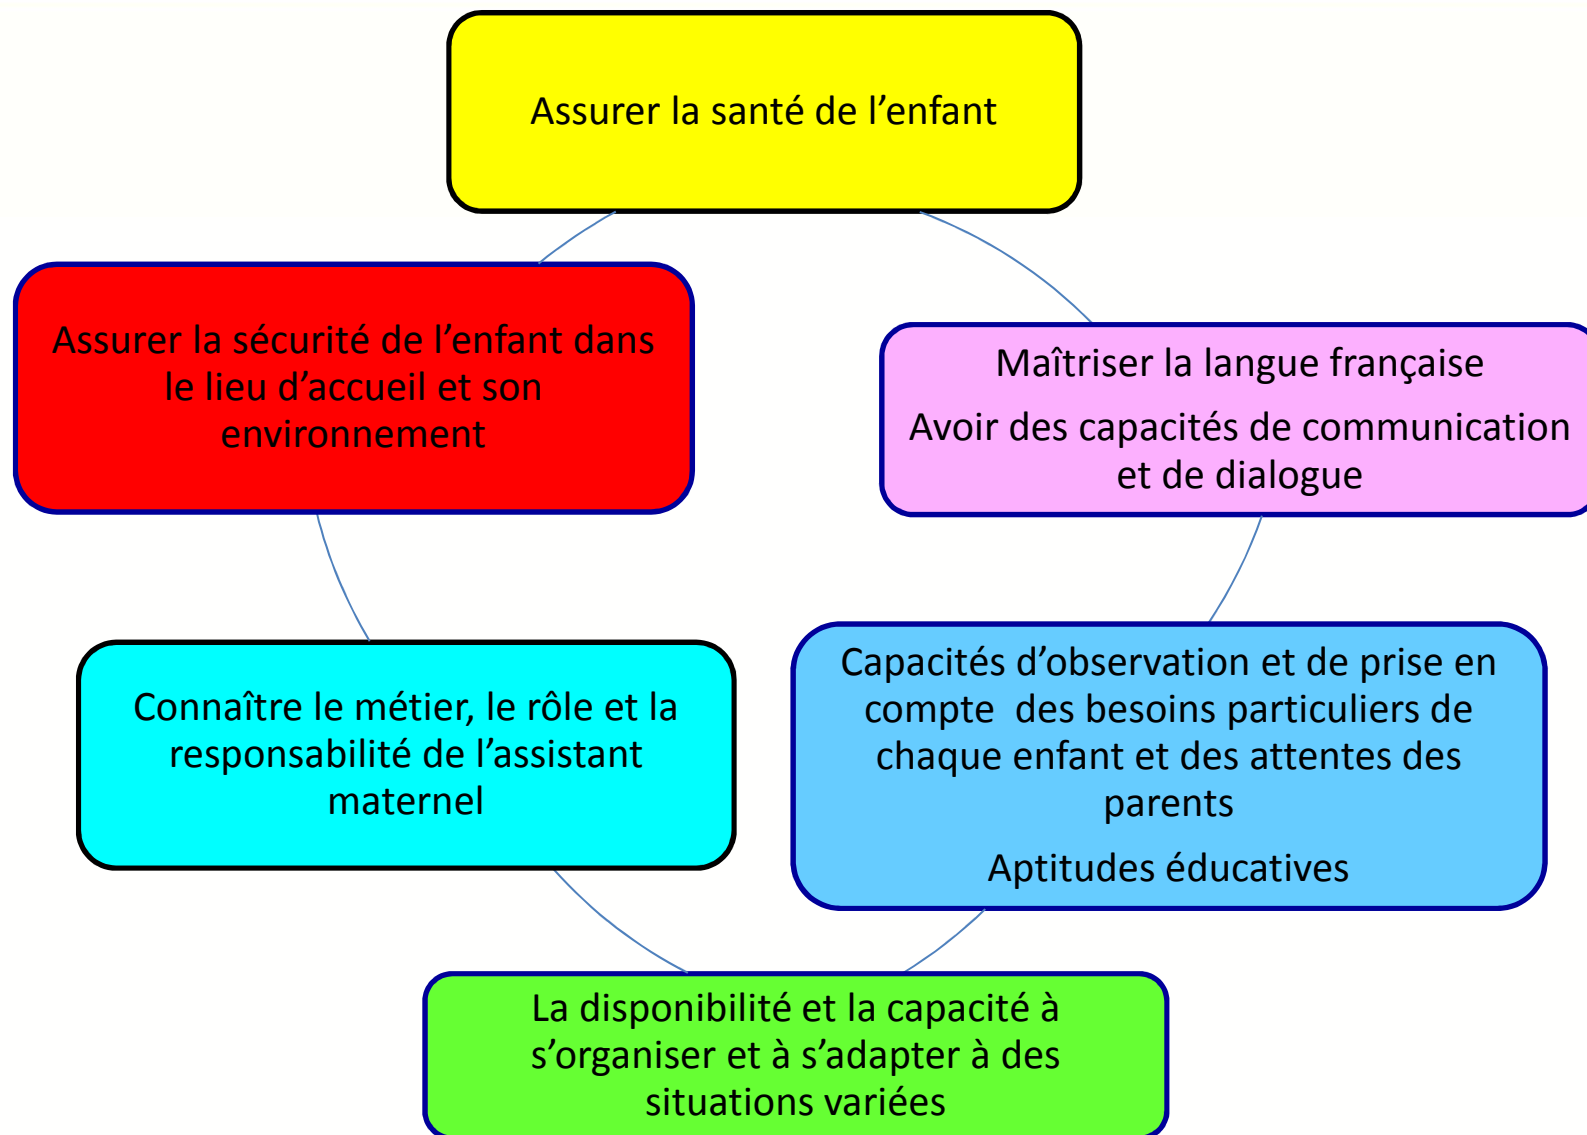 Assurer la santé de l’enfant
Assurer la sécurité de l’enfant dans
le lieu d’accueil et son
environnement
Maîtriser la langue française
Avoir des capacités de communication
et de dialogue
Connaître le métier, le rôle et la
responsabilité de l’assistant
maternel
Capacités d’observation et de prise en
compte  des besoins particuliers de
chaque enfant et des attentes des
parents
Aptitudes éducatives
La disponibilité et la capacité à
s’organiser et à s’adapter à des
situations variées